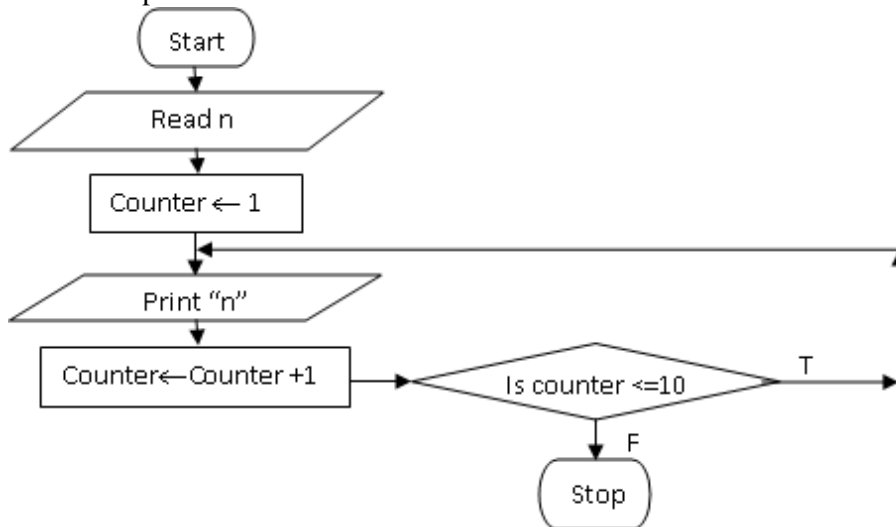 Start
Read n
Counter ← 1
Print “n”
Counter←Counter +1
Is counter <=10
T
F
Stop